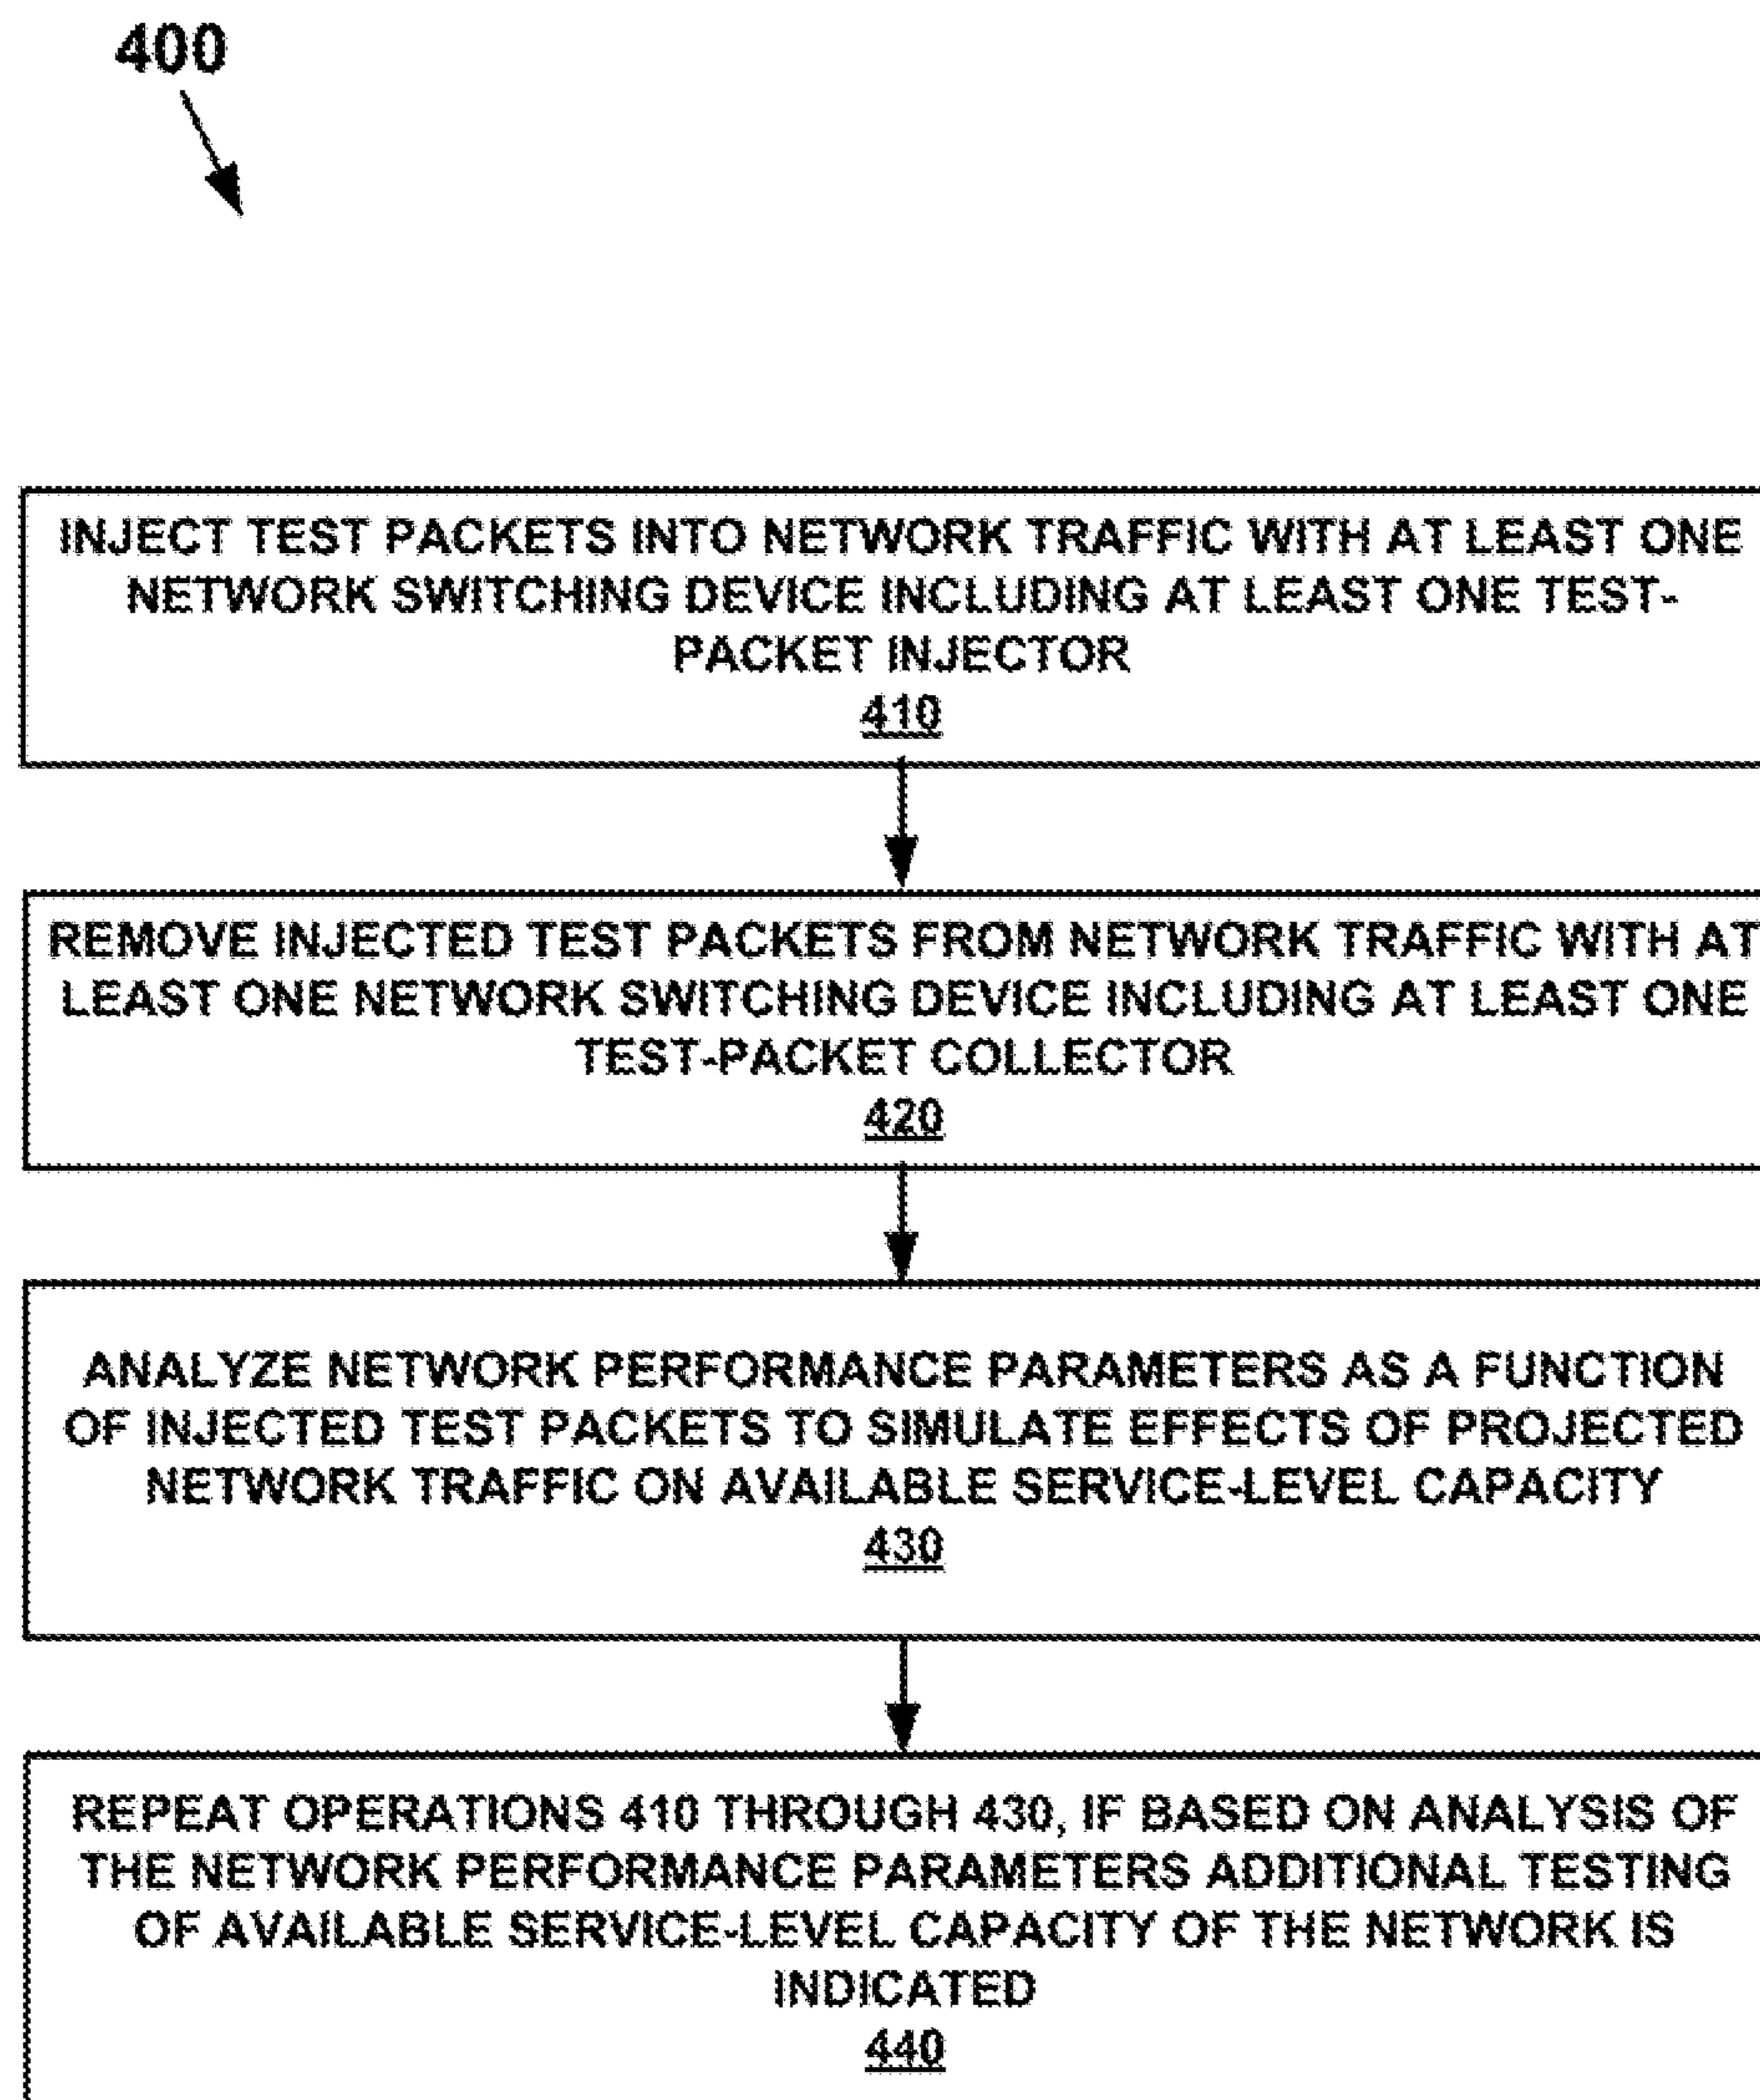 400
INJECT TEST PACKETS INTO NETWORK TRAFFIC WITH AT LEAST ONE
NETWORK SWITCHING DEVICE INCLUDING AT LEAST ONE TEST-
PACKET INJECTOR
410
REMOVE INJECTED TEST PACKETS FROM NETWORK TRAFFIC WITH AT
LEAST ONE NETWORK SWITCHING DEVICE INCLUDING AT LEAST ONE
TEST-PACKET COLLECTOR
420
ANALYZE NETWORK PERFORMANCE PARAMETERS AS A FUNCTION
OF INJECTED TEST PACKETS TO SIMULATE EFFECTS OF PROJECTED
NETWORK TRAFFIC ON AVAILABLE SERVICE-LEVEL CAPACITY
430
REPEAT OPERATIONS 410 THROUGH 430, IF BASED ON ANALYSIS OF
THE NETWORK PERFORMANCE PARAMETERS ADDITIONAL TESTING
OF AVAILABLE SERVICE-LEVEL CAPACITY OF THE NETWORK IS
INDICATED
440